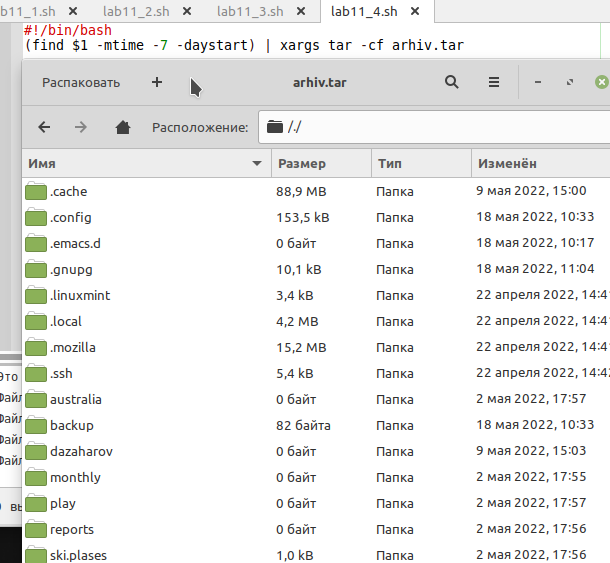 b11_1.sh lab11_2.sh lab11_3.sh lab11_4.sh
#!/bin/bash
(find $1 -mtime -7 -daystart) | xargs tar -cf arhiv.tar
Распаковать arhiv.tar
Расположение: /./
Имя Размер Тип Изменён
.cache 88,9 MB Папка 9 мая 2022, 15:00
.config 153,5 kB Папка 18 мая 2022, 10:33
.emacs.d 0 байт Папка 18 мая 2022, 10:17
.gnupg 10,1 kB Папка 18 мая 2022, 11:04
.linuxmint 3,4 kB Папка 22 апреля 2022, 14:4
.local 4,2 MB Папка 22 апреля 2022, 14:4
.mozilla 15,2 MB Папка 22 апреля 2022, 14:4
.ssh 5,4 kB Папка 22 апреля 2022, 14:4
australia 0 байт Папка 2 мая 2022, 17:57
backup 82 байта Папка 18 мая 2022, 10:33
dazaharov 0 байт Папка 9 мая 2022, 15:03
monthly 0 байт Папка 2 мая 2022, 17:55
play 0 байт Папка 2 мая 2022, 17:57
reports 0 байт Папка 2 мая 2022, 17:56
ski.plases 1,0 kB Папка 2 мая 2022, 17:56
Это
Файл
Файл
Файл
Файл
вы